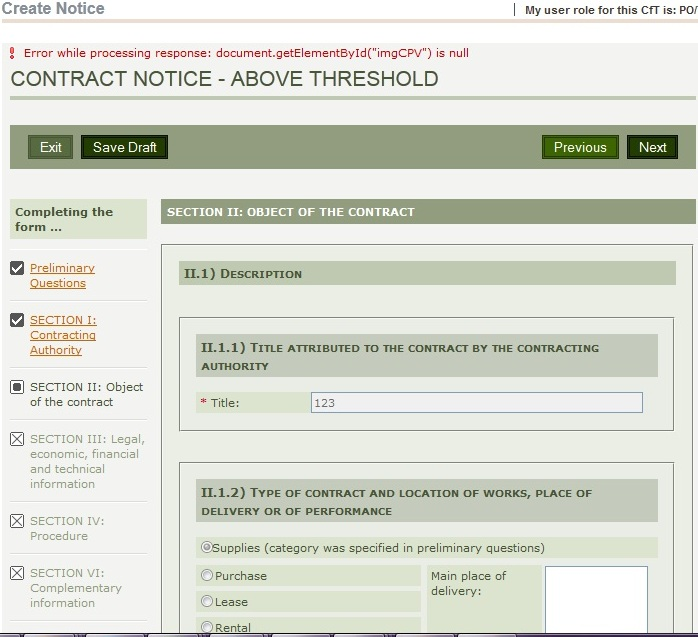 Create Notice
My user role for this CfT is: PO/
Error while processing response: document.getElementById("imgCPV") is null
CONTRACT NOTICE - ABOVE THRESHOLD
Exit
Save Draft
Previous
Next
Completing the
form ...
Preliminary
Questions
SECTION I:
Contracting
Authority
SECTION II: Object
of the contract
SECTION III: Legal,
economic, financial
and technical
information
SECTION IV:
Procedure
SECTION VI:
Complementary
information
SECTION II: OBJECT OF THE CONTRACT
II.1) DESCRIPTION
II.1.1) TITLE ATTRIBUTED TO THE CONTRACT BY THE CONTRACTING
AUTHORITY
* Title:
123
II.1.2) TYPE OF CONTRACT AND LOCATION OF WORKS, PLACE OF
DELIVERY OR OF PERFORMANCE
Supplies (category was specified in preliminary questions)
Purchase
Lease
Rental
Main place of
delivery: